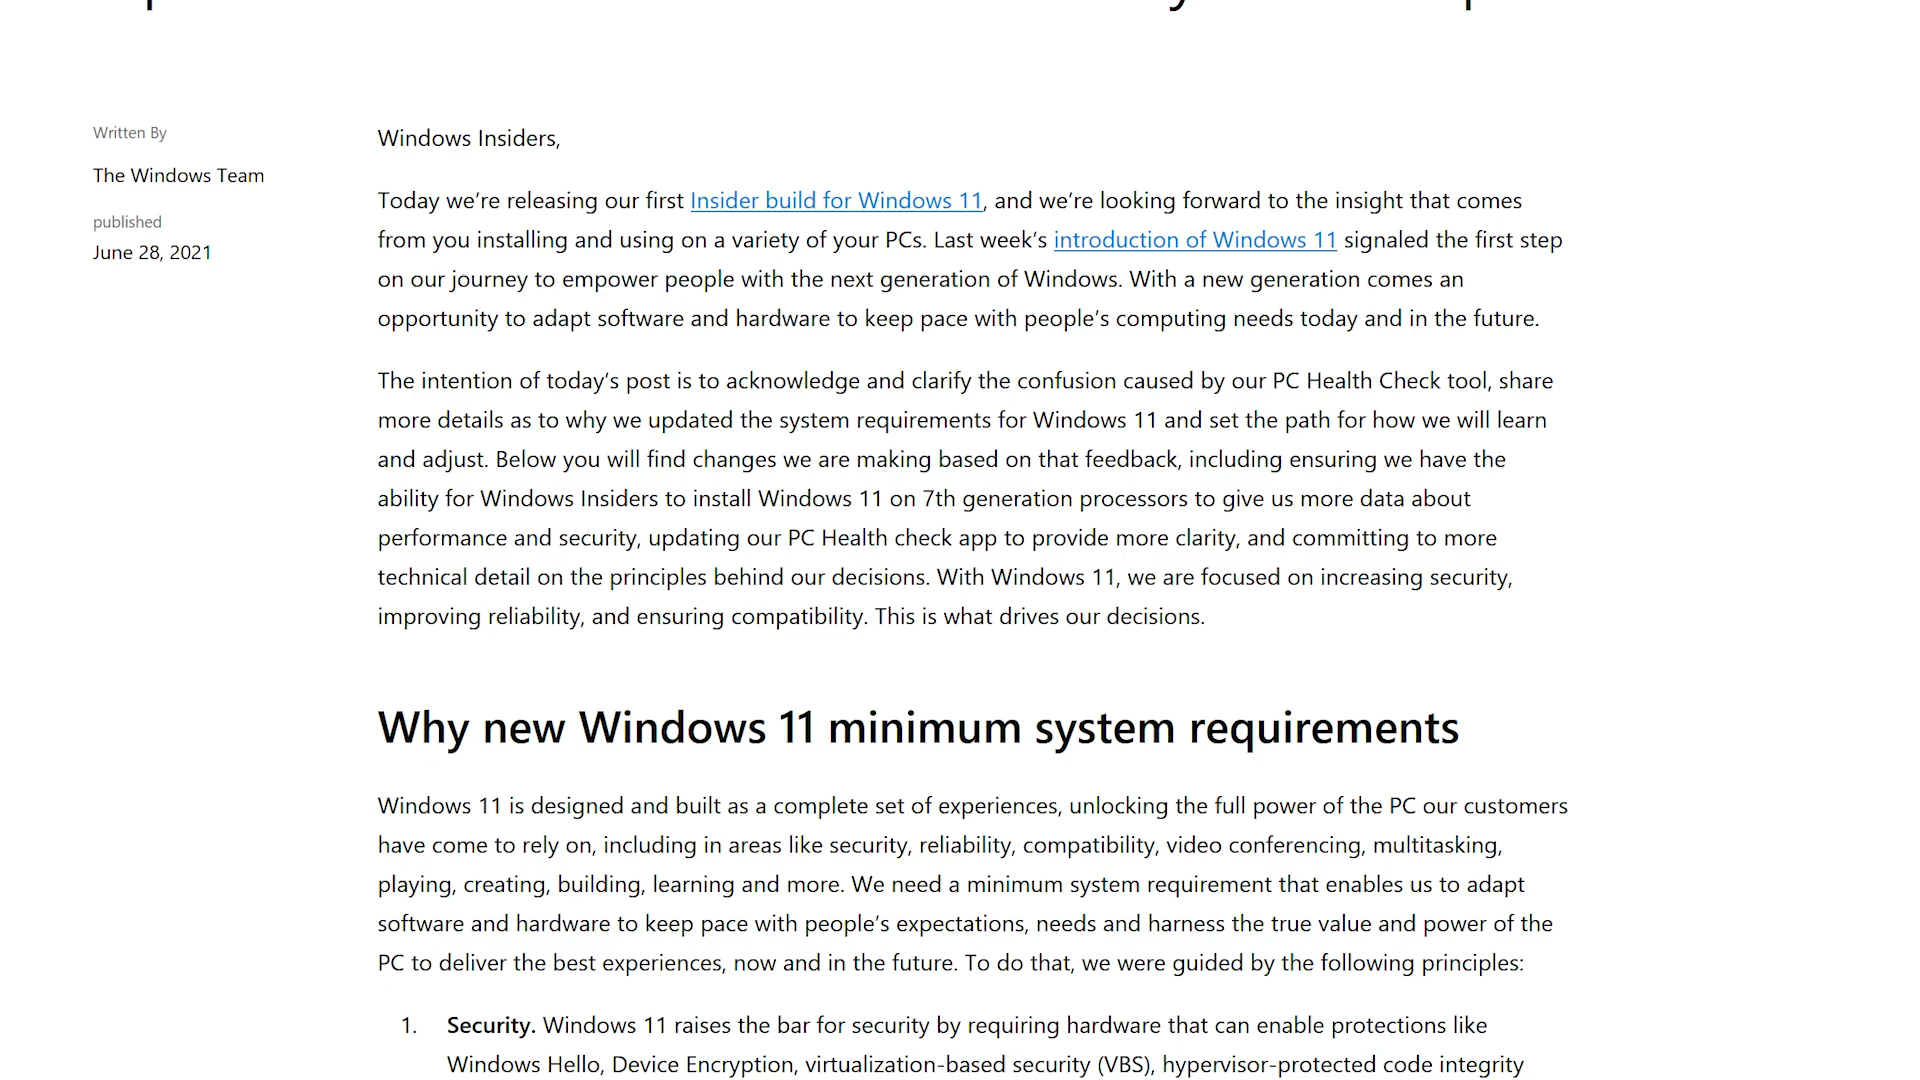 Written By
The Windows Team
published
June 28, 2021
Windows Insiders,
Today we’re releasing our first Insider build for Windows 11, and we’re looking forward to the insight that comes
from you installing and using on a variety of your PCs. Last week’s introduction of Windows 11 signaled the first step
on our journey to empower people with the next generation of Windows. With a new generation comes an
opportunity to adapt software and hardware to keep pace with people’s computing needs today and in the future.
The intention of today’s post is to acknowledge and clarify the confusion caused by our PC Health Check tool, share
more details as to why we updated the system requirements for Windows 11 and set the path for how we will learn
and adjust. Below you will find changes we are making based on that feedback, including ensuring we have the
ability for Windows Insiders to install Windows 11 on 7th generation processors to give us more data about
performance and security, updating our PC Health check app to provide more clarity, and committing to more
technical detail on the principles behind our decisions. With Windows 11, we are focused on increasing security,
improving reliability, and ensuring compatibility. This is what drives our decisions.
Why new Windows 11 minimum system requirements
Windows 11 is designed and built as a complete set of experiences, unlocking the full power of the PC our customers
have come to rely on, including in areas like security, reliability, compatibility, video conferencing, multitasking,
playing, creating, building, learning and more. We need a minimum system requirement that enables us to adapt
software and hardware to keep pace with people’s expectations, needs and harness the true value and power of the
PC to deliver the best experiences, now and in the future. To do that, we were guided by the following principles:
1. Security. Windows 11 raises the bar for security by requiring hardware that can enable protections like
Windows Hello, Device Encryption, virtualization-based security (VBS), hypervisor-protected code integrity